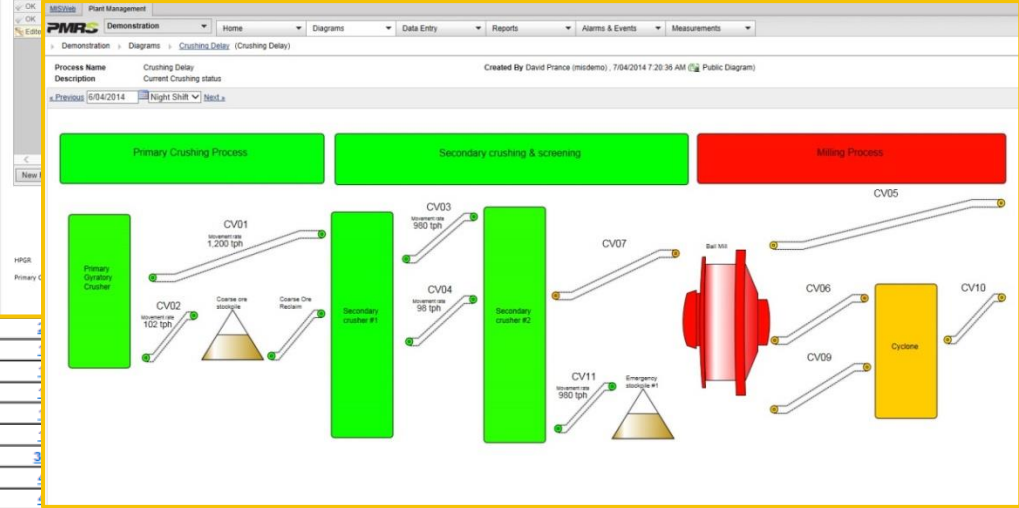 OK
OK
Edite
New
HPGR
Primary C
3
MISWeb Plant Management
PMRS Demonstration Home Diagrams Data Entry Reports Alarms & Events Measurements
Demonstration Diagrams Crushing Delay (Crushing Delay)
Process Name Crushing Delay Created By David Prance (misdemo) , 7/04/2014 7:20:36 AM ( Public Diagram)
Description Current Crushing status
« Previous 6/04/2014 Night Shift Next »
Primary Crushing Process Secondary crushing & screening Milling Process
CV05
CV03
Movement rate
980 tph
CV01
Movement rate
1,200 tph
CV07
Ball Mill
Primary
Gyratory
Crusher
CV02
Movement rate
102 tph
Coarse ore
stockpile
Coarse Ore
Reclaim
Secondary
crusher #1
CV04
Movement rate
98 tph
Secondary
crusher #2
CV06
CV10
Cyclone
CV09
CV11
Movement rate
980 tph
Emergency
stockpile #1